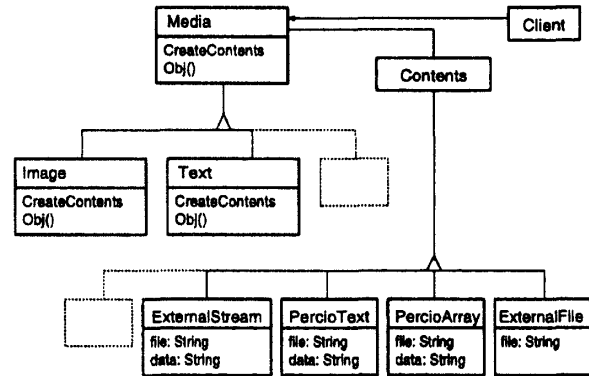 Media
Client
CreateContents
Obj()
Contents
Image
Text
CreateContents
Obj()
CreateContents
Obj()
ExternalStream
PercioText
PercioArray
ExternalFile
file: String
data: String
file: String
data: String
file: String
data: String
file: String